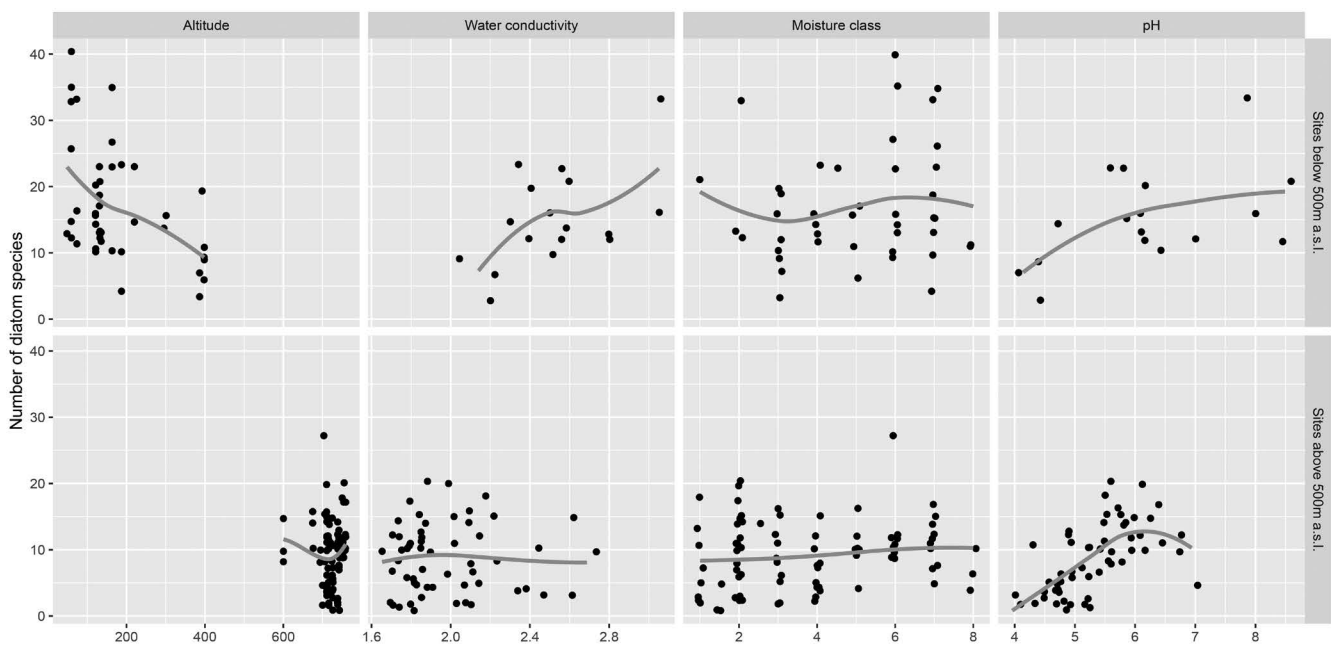 Altitude Water conductivity Moisture class pH
Number of diatom species
40
30
20
10
0
Sites below 500m a.s.l.
40
30
20
10
0
Sites above 500m a.s.l.
200 400 600 1.6 2.0 2.4 2.8 2 4 6 8 4 5 6 7 8